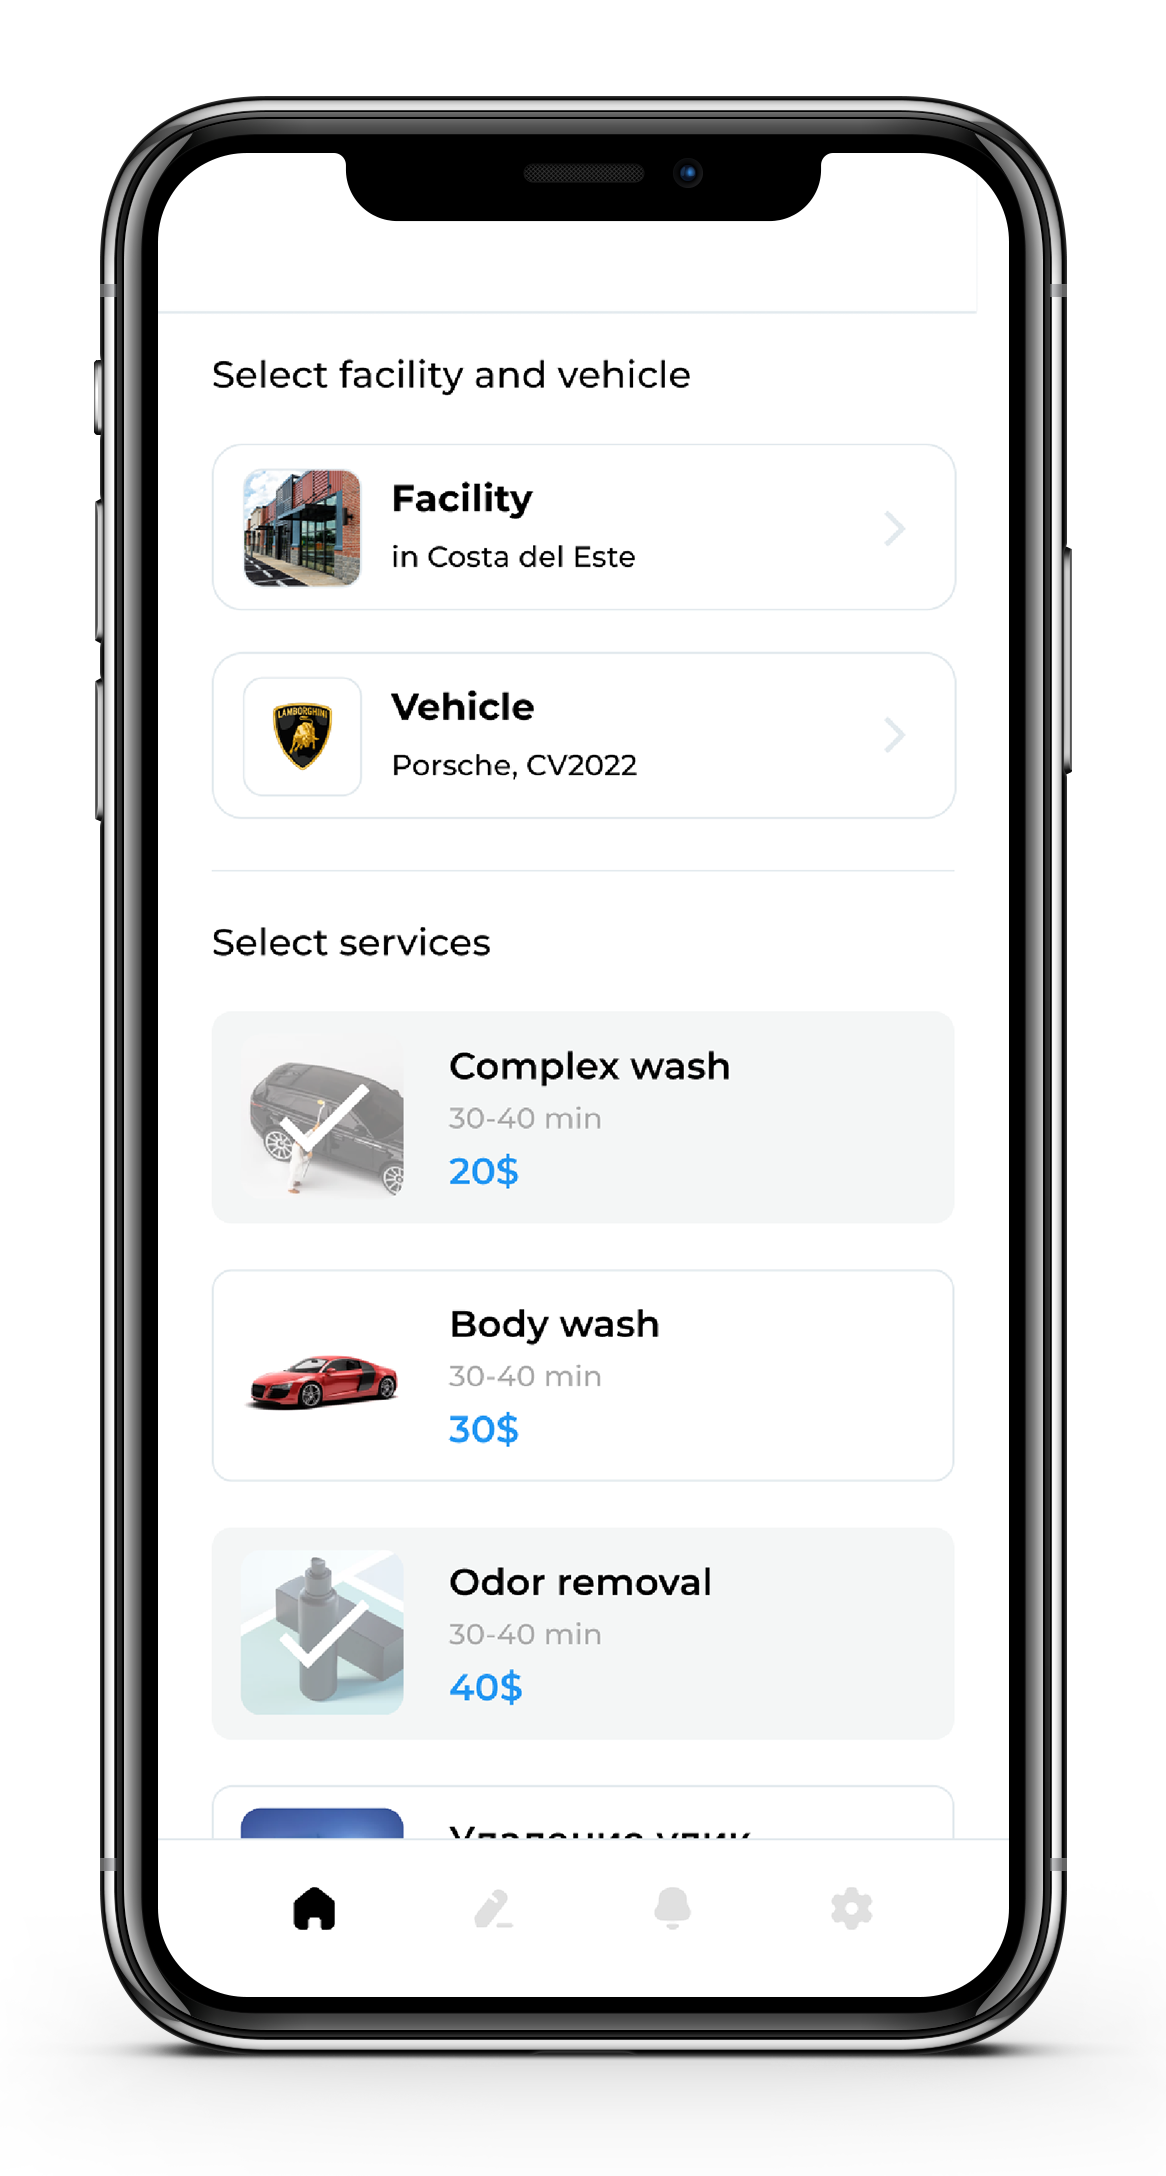 Select facility and vehicle
Facility
in Costa del Este
LAMBORGHINI
Vehicle
Porsche, CV2022
Select services
Complex wash
30-40 min
20$
Body wash
30-40 min
30$
Odor removal
30-40 min
40$